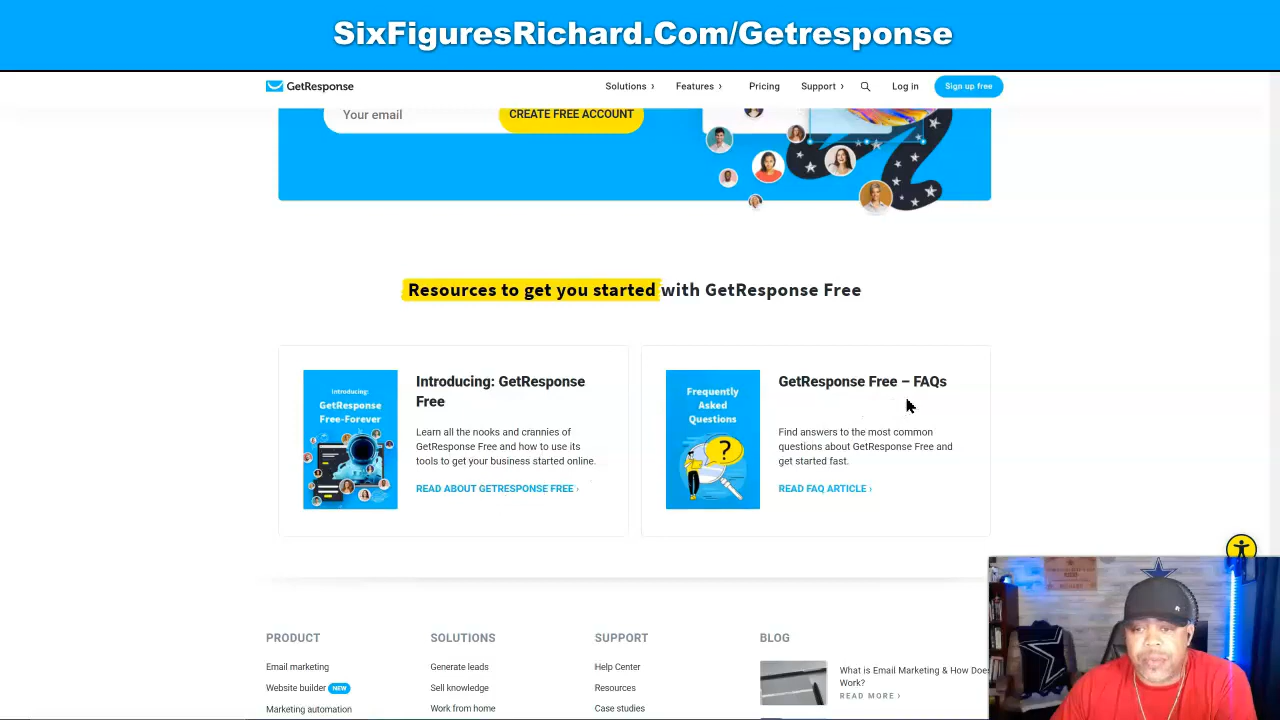 SixFiguresRichard.Com/Getresponse
GetResponse
Solutions › Features › Pricing Support › Log in Sign up free
Your email CREATE FREE ACCOUNT
Resources to get you started with GetResponse Free
Introducing:
GetResponse
Free-Forever
Introducing: GetResponse
Free
Learn all the nooks and crannies of
GetResponse Free and how to use its
tools to get your business started online.
READ ABOUT GETRESPONSE FREE ›
Frequently
Asked
Questions
?
GetResponse Free – FAQs
Find answers to the most common
questions about GetResponse Free and
get started fast.
READ FAQ ARTICLE ›
PRODUCT
Email marketing
Website builder NEW
Marketing automation
SOLUTIONS
Generate leads
Sell knowledge
Work from home
SUPPORT
Help Center
Resources
Case studies
BLOG
What is Email Marketing & How Does
Work?
READ MORE ›